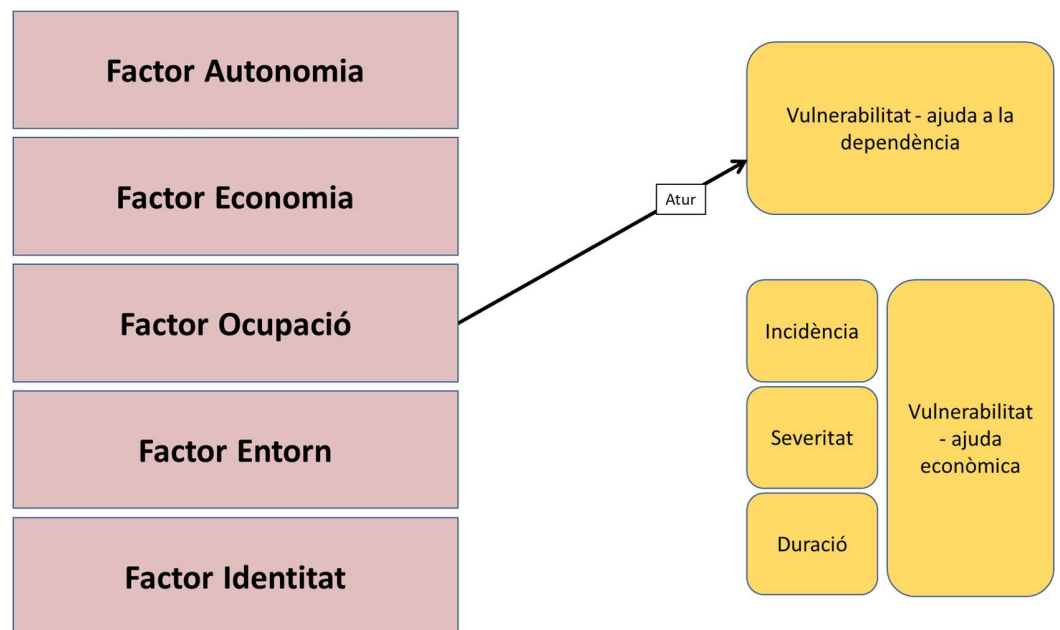 Factor Autonomia
Factor Economia
Factor Ocupació
Factor Entorn
Factor Identitat
Atur
Vulnerabilitat - ajuda a la
dependència
Incidència
Severitat
Duració
Vulnerabilitat
- ajuda
econòmica